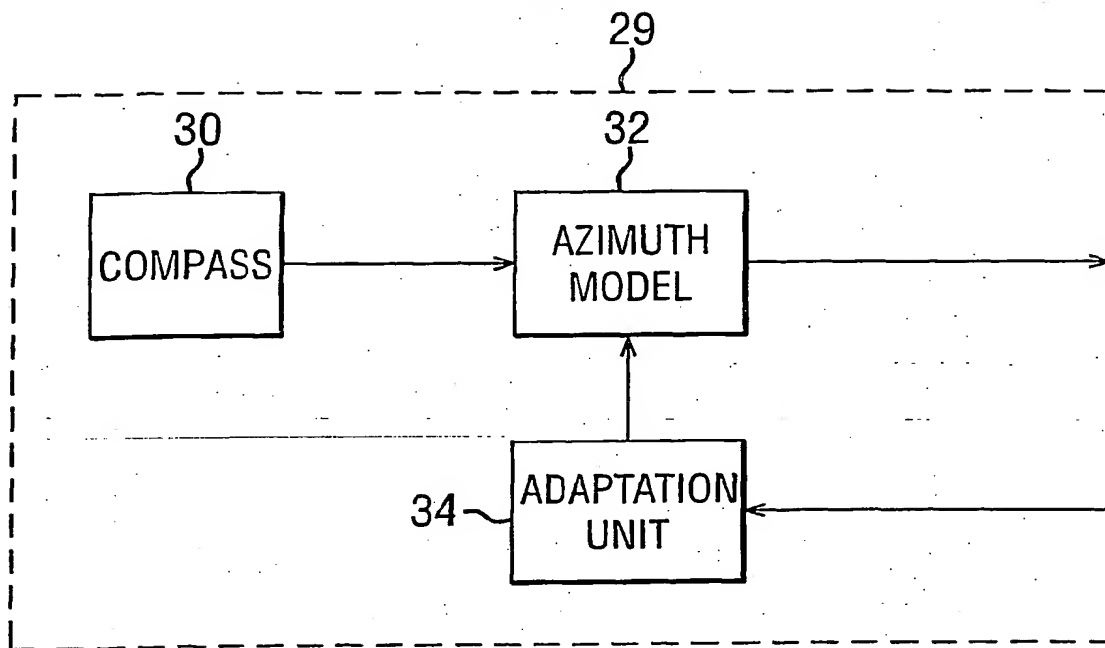 29
30
32
COMPASS
AZIMUTH
MODEL
34
ADAPTATION
UNIT